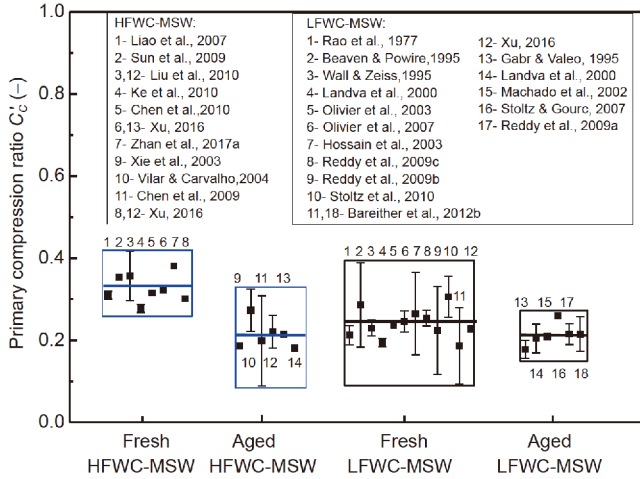 HFWC-MSW:
1- Liao et al., 2007
2- Sun et al., 2009
3,12- Liu et al., 2010
4- Ke et al., 2010
5- Chen et al.,2010
6,13- Xu, 2016
7- Zhan et al., 2017a
9- Xie et al., 2003
10- Vilar & Carvalho,2004
11- Chen et al., 2009
8,12- Xu, 2016
LFWC-MSW:
1- Rao et al., 1977
2- Beaven & Powire,1995
3- Wall & Zeiss,1995
4- Landva et al., 2000
5- Olivier et al., 2003
6- Olivier et al., 2007
7- Hossain et al., 2003
8- Reddy et al., 2009c
9- Reddy et al., 2009b
10- Stoltz et al., 2010
11,18- Bareither et al., 2012b
12- Xu, 2016
13- Gabr & Valeo, 1995
14- Landva et al., 2000
15- Machado et al., 2002
16- Stoltz & Gourc, 2007
17- Reddy et al., 2009a
Primary compression ratio C′c (−)
1.0
0.8
0.6
0.4
0.2
0.0
1 2 3 4 5 6 7 8
9 11 13
10 12 14
1 2 3 4 5 6 7 8 9 10 12
11
13 15 17
14 16 18
Fresh
HFWC-MSW
Aged
HFWC-MSW
Fresh
LFWC-MSW
Aged
LFWC-MSW